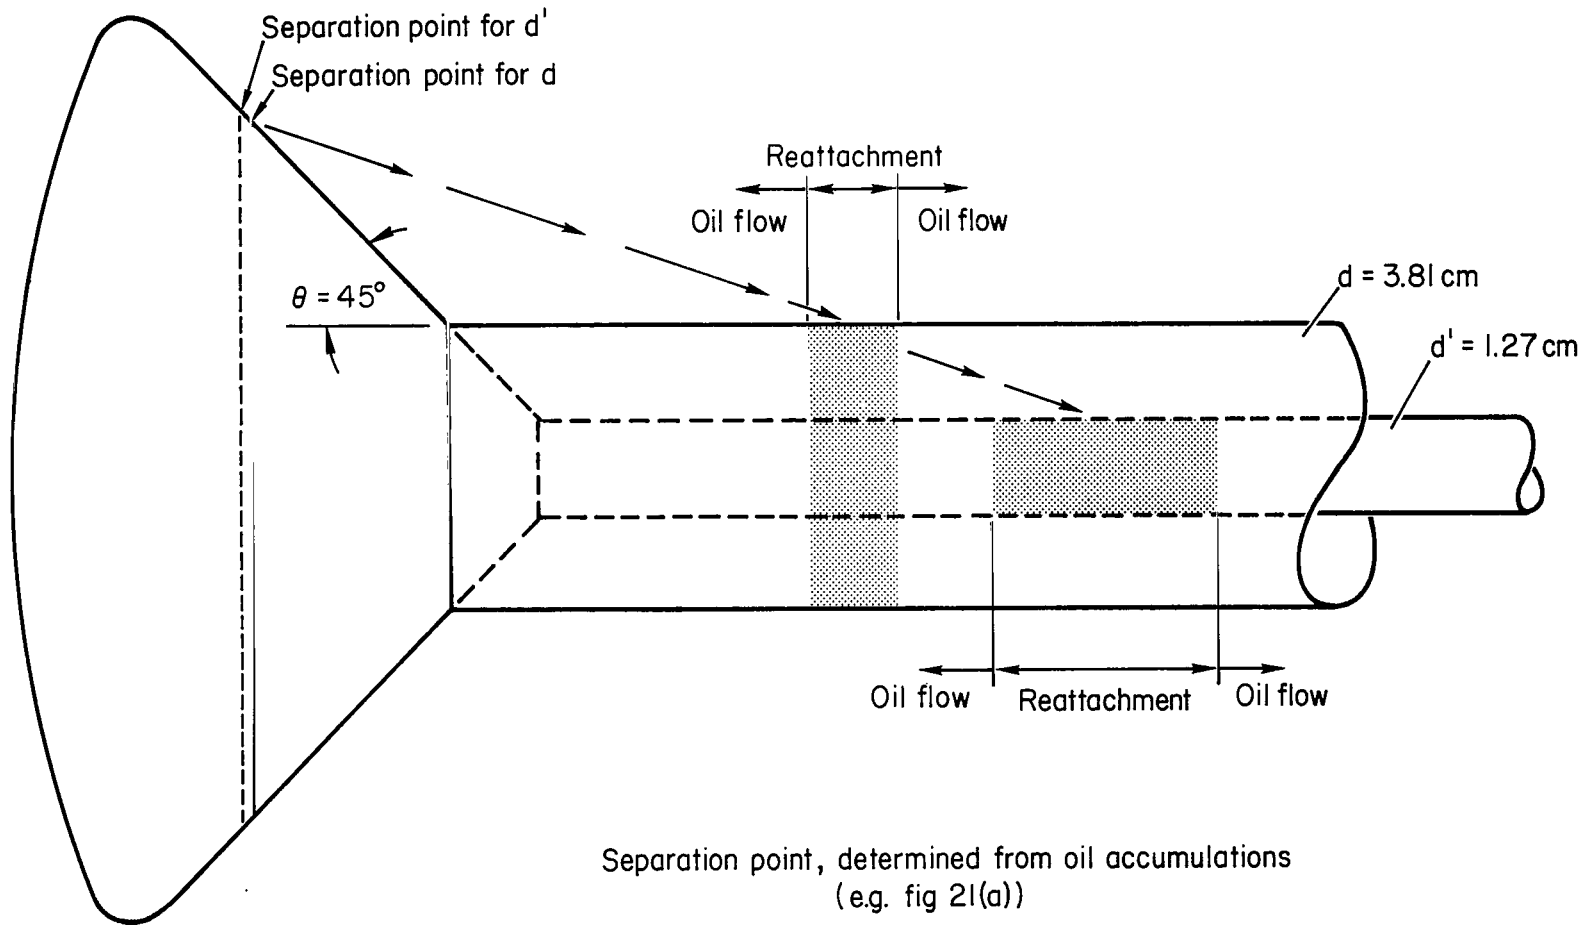 Separation point for d'
Separation point for d
Reattachment
Oil flow
Oil flow
θ = 45°
d = 3.81 cm
d' = 1.27 cm
Oil flow
Reattachment
Oil flow
Separation point, determined from oil accumulations
(e.g. fig 21(a))